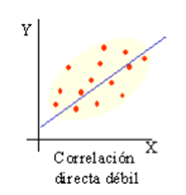 Y
X
Correlación
directa débil